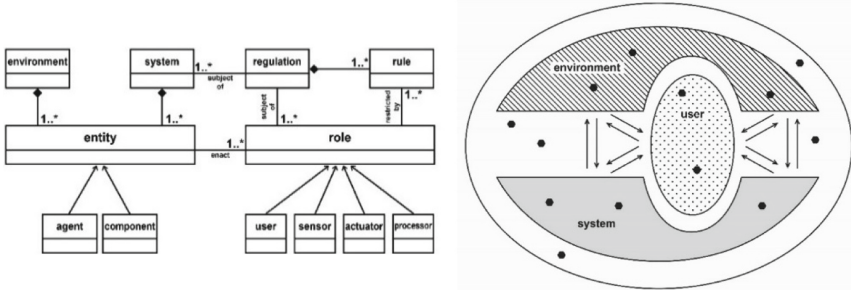 environment
system
regulation
rule
1..*
subject
of
1..*
1..*
1..*
subject
of
1..*
restricted
by
1..*
entity
1..*
enact
role
agent
component
user
sensor
actuator
processor
environment
user
system